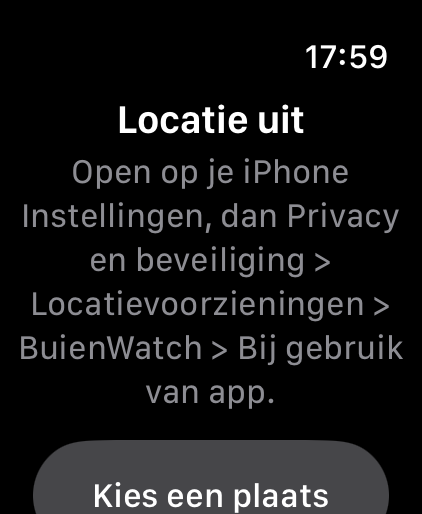 17:59
Locatie uit
Open op je iPhone
Instellingen, dan Privacy
en beveiliging >
Locatievoorzieningen >
BuienWatch > Bij gebruik
van app.
Kies een plaats